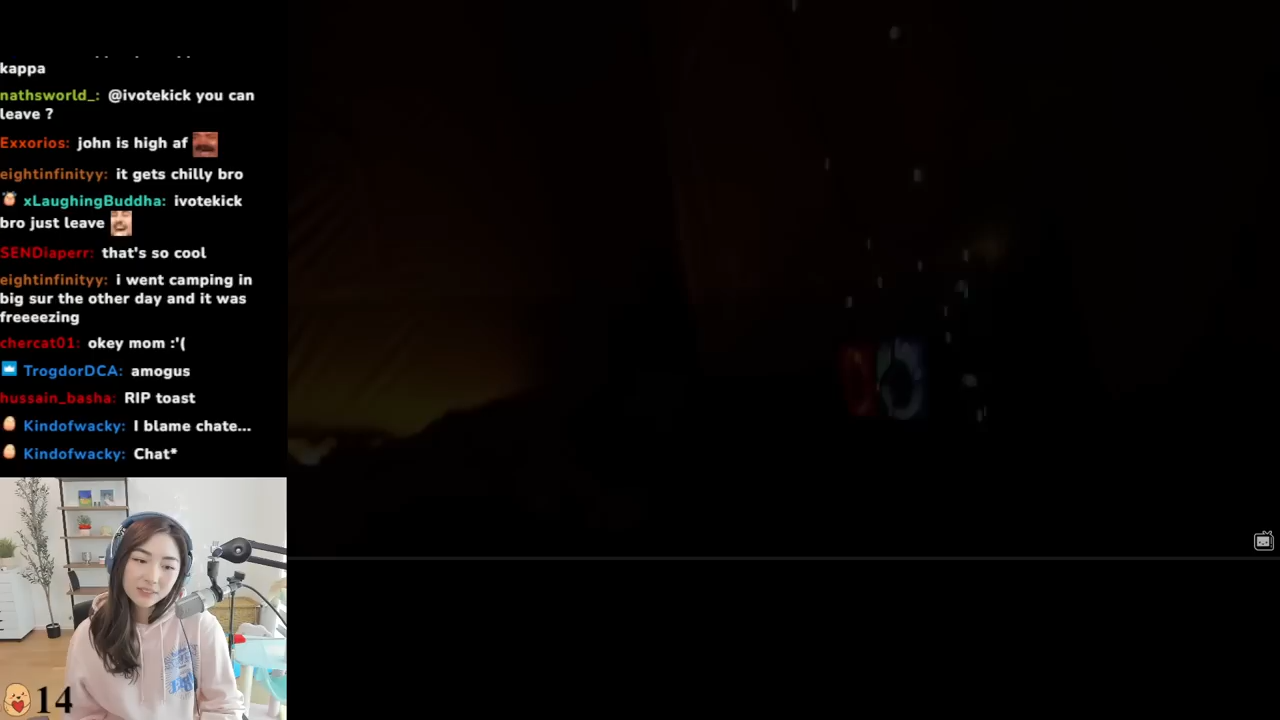 kappa
nathsworld_: @ivotekick you can
leave ?
Exxorios: john is high af
eightinfinityy: it gets chilly bro
xLaughingBuddha: ivotekick
bro just leave
SENDiaperr: that's so cool
eightinfinityy: i went camping in
big sur the other day and it was
freeeezing
chercat01: okey mom :'(
TrogdorDCA: amogus
hussain_basha: RIP toast
Kindofwacky: I blame chate...
Kindofwacky: Chat*
14